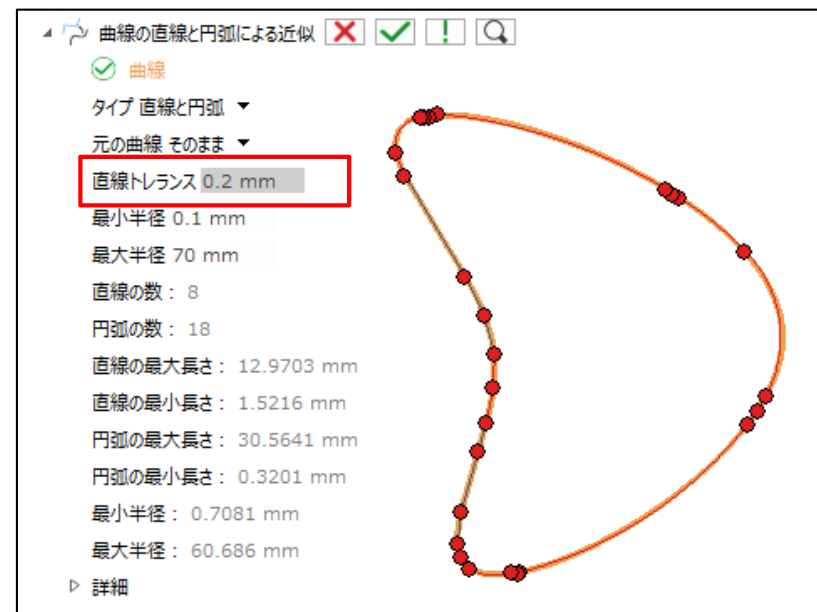 曲線の直線と円弧による近似
曲線
タイプ 直線と円弧
元の曲線 そのまま
直線トレランス 0.2 mm
最小半径 0.1 mm
最大半径 70 mm
直線の数： 8
円弧の数： 18
直線の最大長さ： 12.9703 mm
直線の最小長さ： 1.5216 mm
円弧の最大長さ： 30.5641 mm
円弧の最小長さ： 0.3201 mm
最小半径： 0.7081 mm
最大半径： 60.686 mm
詳細